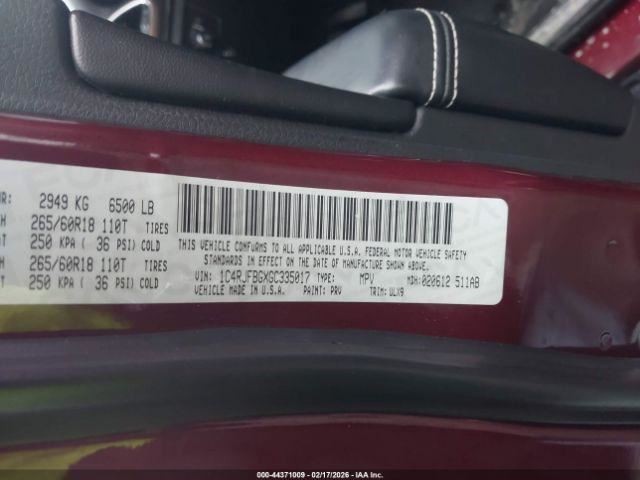 R: 2949 KG 6500 LB
H 265/60R18 110T TIRES
T 250 KPA ( 36 PSI) COLD
H 265/60R18 110T TIRES
T 250 KPA ( 36 PSI) COLD
THIS VEHICLE CONFORMS TO ALL APPLICABLE U.S.A. FEDERAL MOTOR VEHICLE SAFETY
STANDARDS IN EFFECT ON THE DATE OF MANUFACTURE SHOWN ABOVE.
VIN: 1C4RJFBGXGC335017 TYPE: MPV MDH:020612 511AB
VEHICLE MADE IN U.S.A. PAINT: PRV TRIM: ULX9
000-44371009 - 02/17/2026 - IAAI, Inc.